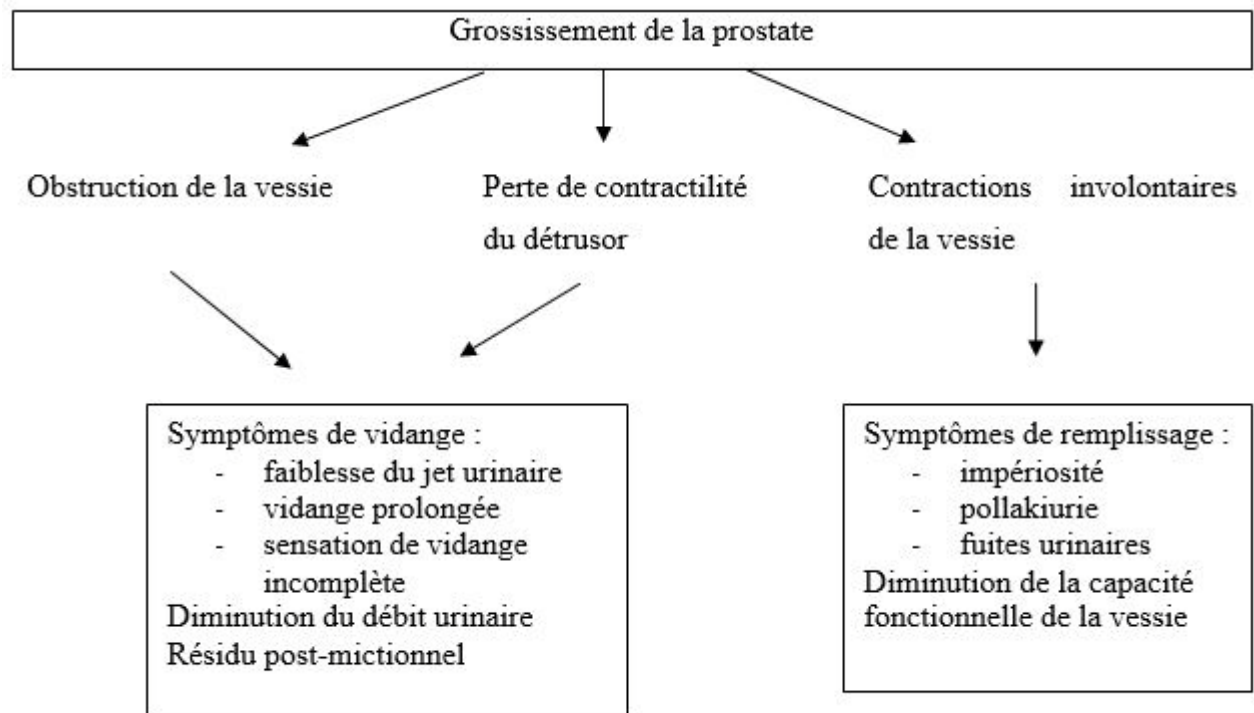 Grossissement de la prostate
Obstruction de la vessie
Perte de contractilité
du détrusor
Contractions involontaires
de la vessie
Symptômes de vidange :
- faiblesse du jet urinaire
- vidange prolongée
- sensation de vidange
incomplète
Diminution du débit urinaire
Résidu post-mictionnel
Symptômes de remplissage :
- impériosité
- pollakiurie
- fuites urinaires
Diminution de la capacité
fonctionnelle de la vessie